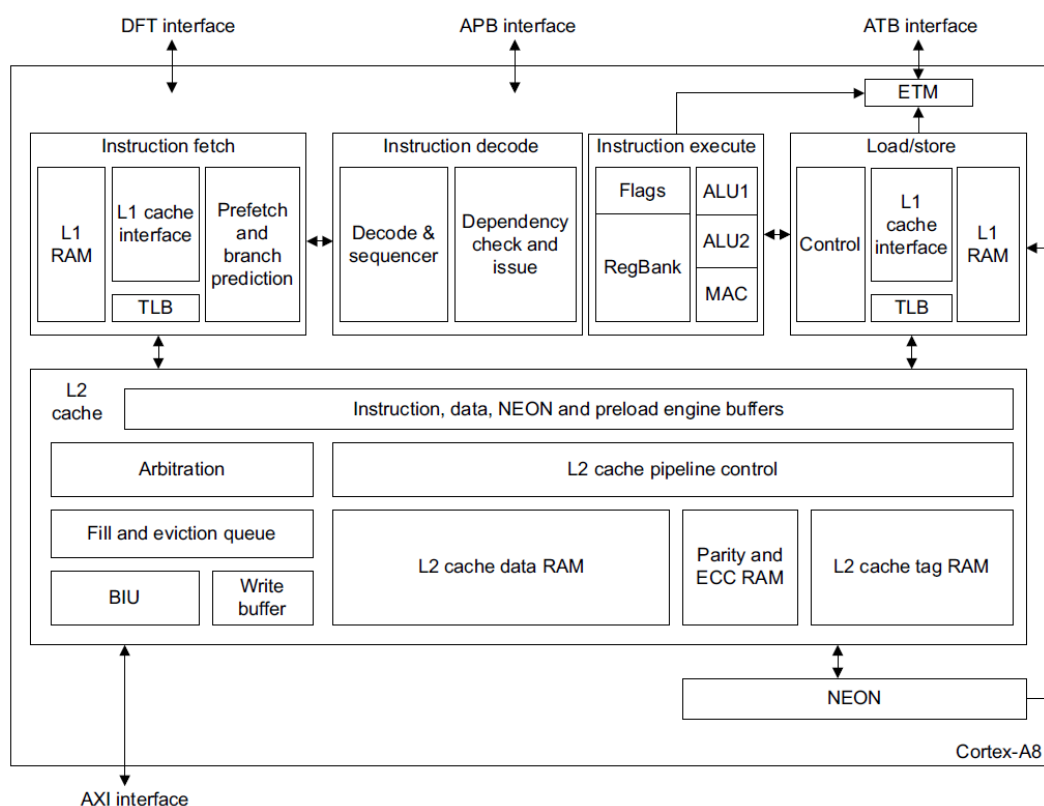 DFT interface
APB interface
ATB interface
ETM
Instruction fetch
L1
RAM
L1 cache
interface
TLB
Prefetch
and
branch
prediction
Instruction decode
Decode &
sequencer
Dependency
check and
issue
Instruction execute
Flags
RegBank
ALU1
ALU2
MAC
Load/store
Control
L1
cache
interface
TLB
L1
RAM
L2
cache
Instruction, data, NEON and preload engine buffers
Arbitration
L2 cache pipeline control
Fill and eviction queue
BIU
Write
buffer
L2 cache data RAM
Parity and
ECC RAM
L2 cache tag RAM
NEON
Cortex-A8
AXI interface